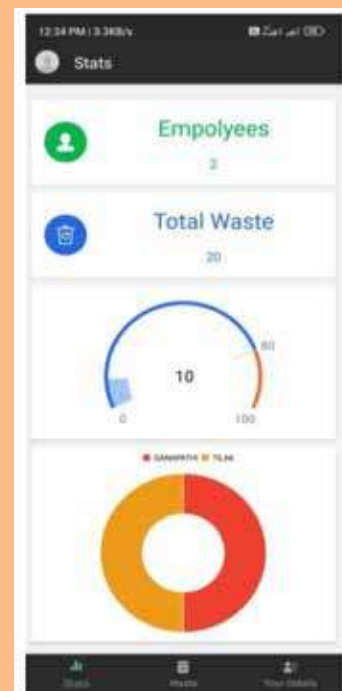 12:34 PM | 3.3KB/s
Stats
Empolyees
2
Total Waste
20
80
10
0
100
GANAPATHI TILAK
Stats
Waste
Your Details